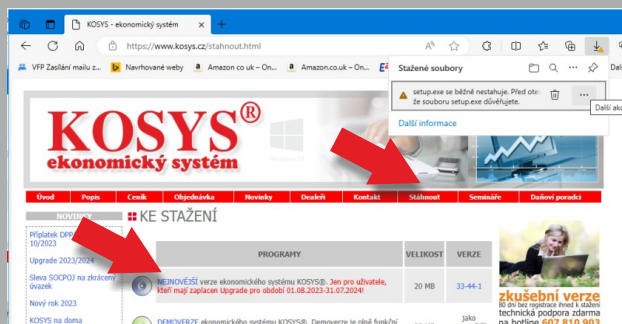 KOSYS - ekonomický systém
https://www.kosys.cz/stahnout.html
VFP Zasílání mailu z...
Navrhované weby
Amazon co uk – On...
Amazon.co.uk – On...
Stažené soubory
setup.exe se běžně nestahuje. Před
že souboru setup.exe důvěřujete.
Další
Další informace
KOSYS®
ekonomický systém
Úvod Popis Ceník Objednávka Novinky Dealeři Kontakt Stáhnout Semináře Daňoví poradci
NOVINKY
KE STAŽENÍ
Příplatek
10/2023
Upgrade 2023/2024
Sleva SOCPOJ na zkrácený
úvazek
Nový rok 2023
KOSYS na doma
PROGRAMY VELIKOST VERZE
NEJNOVĚJŠÍ verze ekonomického systému KOSYS®. Jen pro uživatele,
kteří mají zaplacen Upgrade pro období 01.08.2023-31.07.2024!
20 MB 33-44-1
DEMOVERZE ekonomického systému KOSYS®. Demoverze je plně funkční
jako
zkušební verze
80 dní bez registrace ihned k stažení
technická podpora zdarma
na hotline 607 810 903